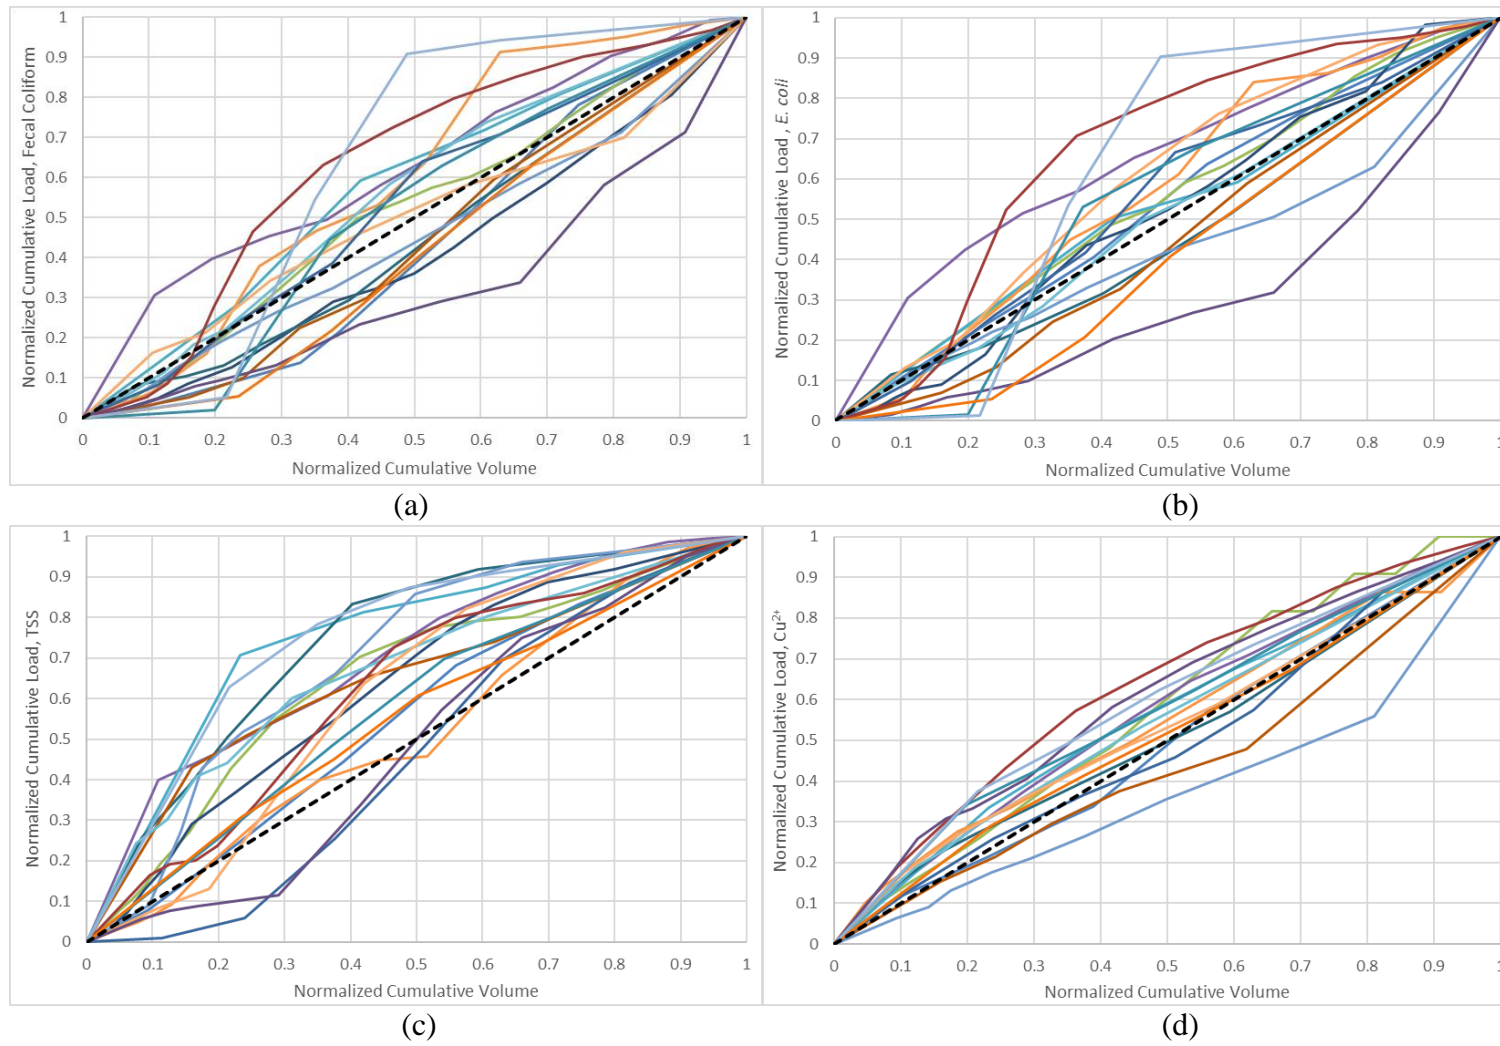 Normalized Cumulative Load, Fecal Coliform
1
0.9
0.8
0.7
0.6
0.5
0.4
0.3
0.2
0.1
0
0 0.1 0.2 0.3 0.4 0.5 0.6 0.7 0.8 0.9 1
Normalized Cumulative Volume
(a)
Normalized Cumulative Load , E. coli
1
0.9
0.8
0.7
0.6
0.5
0.4
0.3
0.2
0.1
0
0 0.1 0.2 0.3 0.4 0.5 0.6 0.7 0.8 0.9 1
Normalized Cumulative Volume
(b)
Normalized Cumulative Load, TSS
1
0.9
0.8
0.7
0.6
0.5
0.4
0.3
0.2
0.1
0
0 0.1 0.2 0.3 0.4 0.5 0.6 0.7 0.8 0.9 1
Normalized Cumulative Volume
(c)
Normalized Cumulative Load, Cu²⁺
1
0.9
0.8
0.7
0.6
0.5
0.4
0.3
0.2
0.1
0
0 0.1 0.2 0.3 0.4 0.5 0.6 0.7 0.8 0.9 1
Normalized Cumulative Volume
(d)